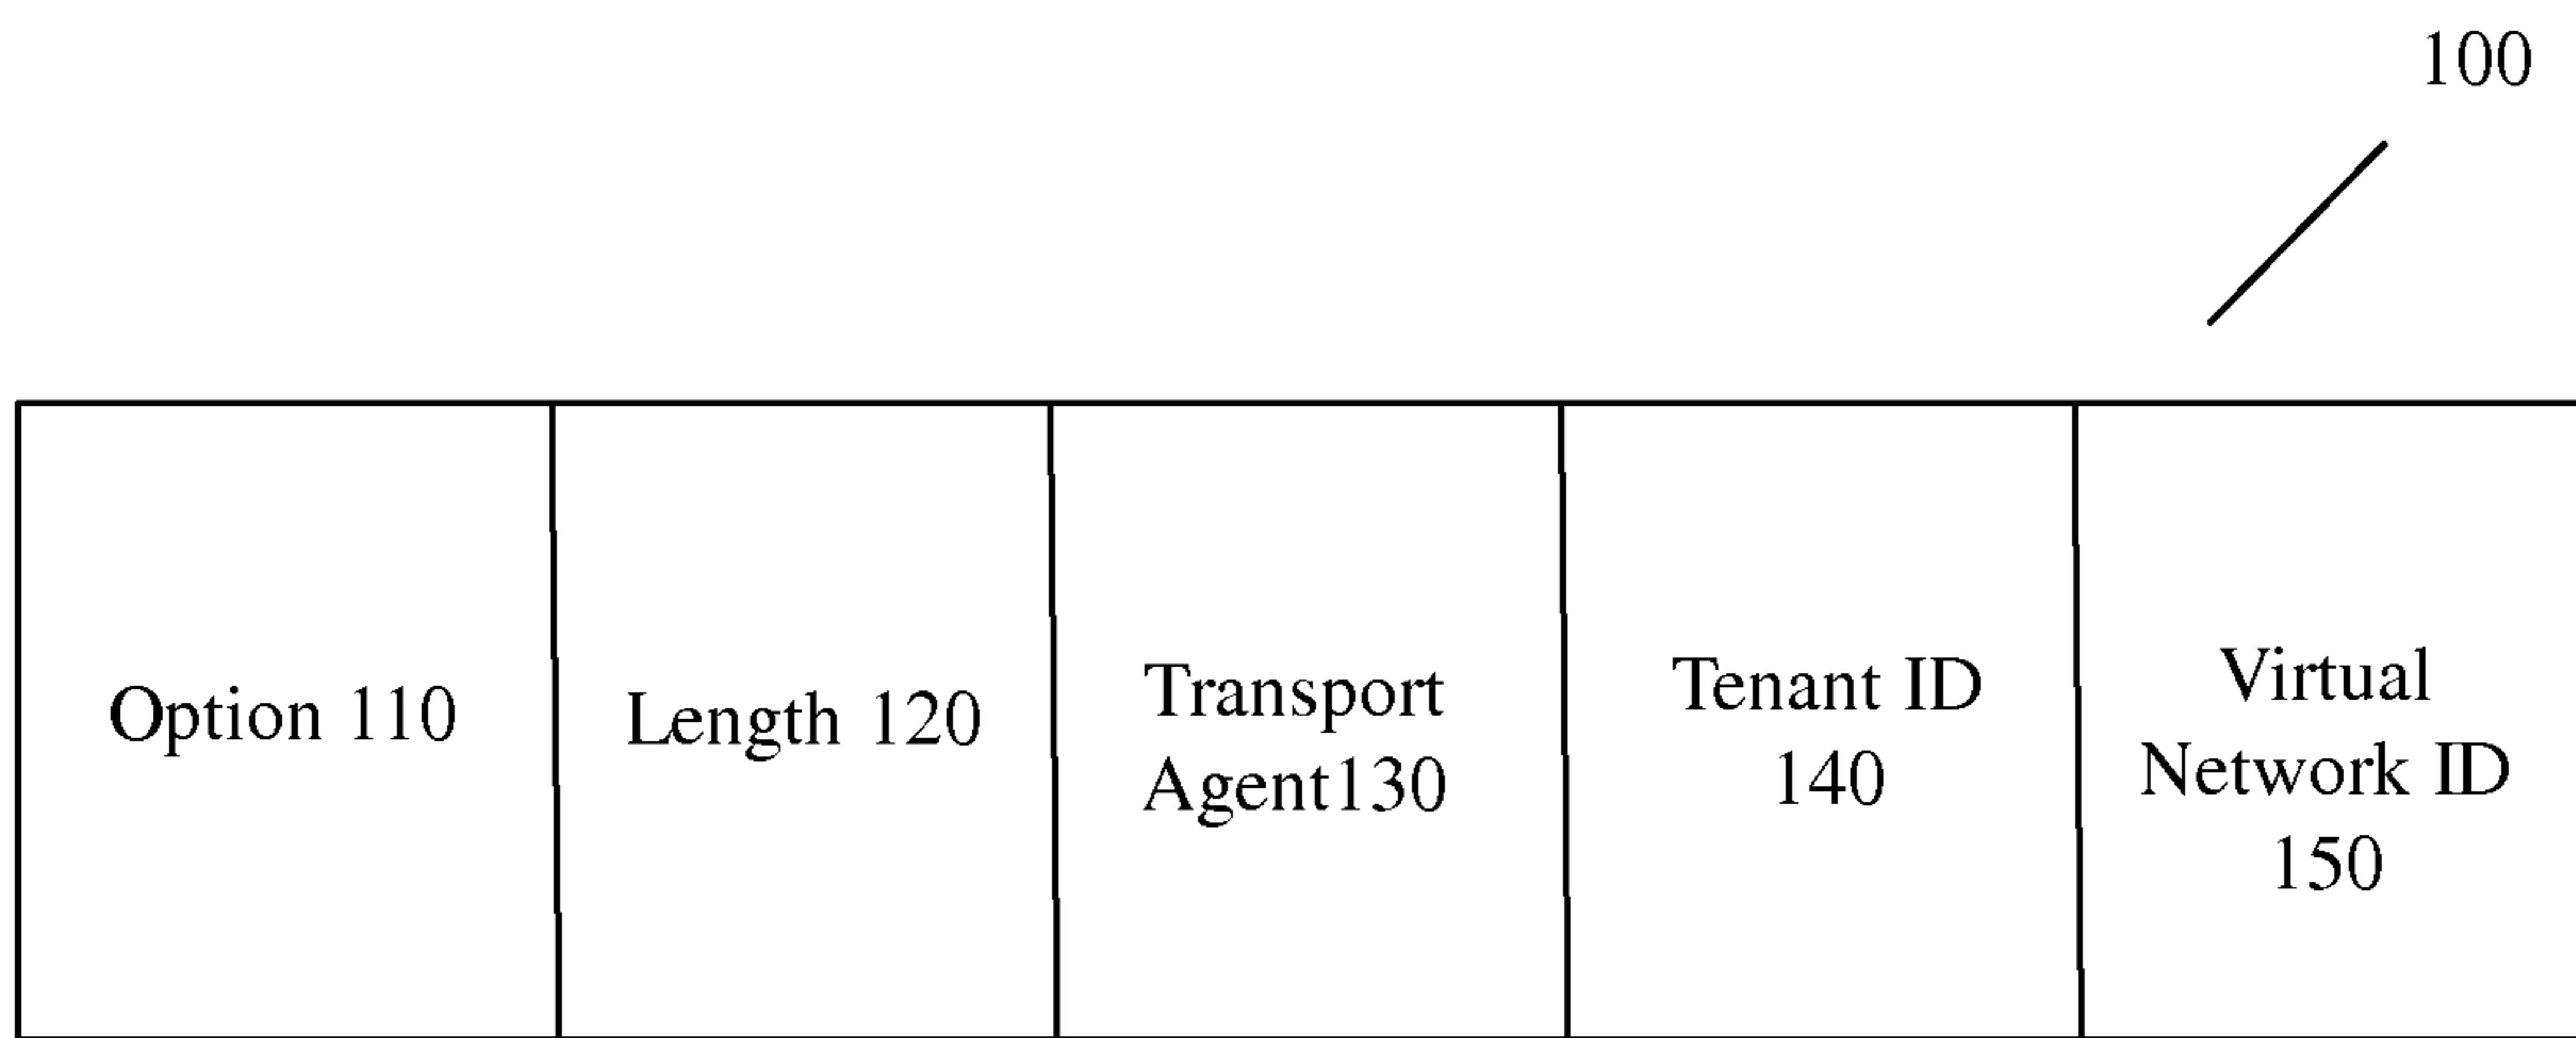 100
Option 110
Length 120
Transport
Agent130
Tenant ID
140
Virtual
Network ID
150